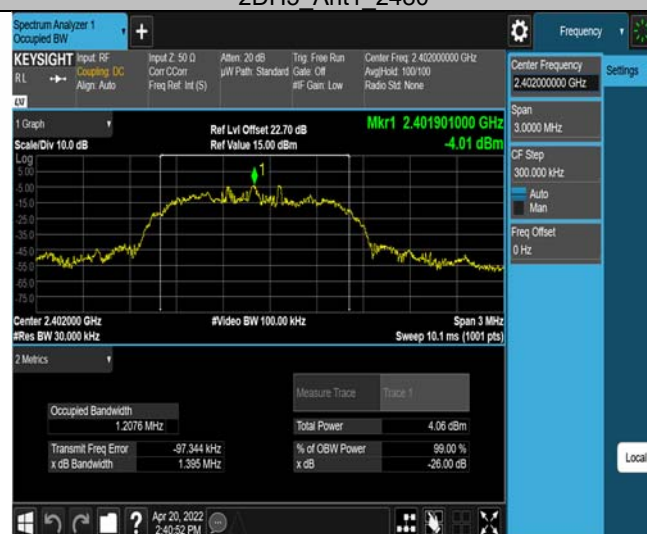 2DH5_Ant1_2480
Spectrum Analyzer 1
Occupied BW
Frequency
KEYSIGHT
Input: RF
Coupling: DC
Align: Auto
Input Z: 50 Ω
Corr CCorr
Freq Ref: Int (S)
Atten: 20 dB
µW Path: Standard
Trig: Free Run
Gate: Off
#IF Gain: Low
Center Freq: 2.402000000 GHz
Avg|Hold: 100/100
Radio Std: None
RL
Center Frequency
2.402000000 GHz
Settings
Span
3.0000 MHz
CF Step
300.000 kHz
Auto
Man
Freq Offset
0 Hz
1 Graph
Ref Lvl Offset 22.70 dB
Mkr1 2.401901000 GHz
Scale/Div 10.0 dB
Ref Value 15.00 dBm
-4.01 dBm
Log
1
5.00
-5.00
-15.0
-25.0
-35.0
-45.0
-55.0
-65.0
-75.0
Center 2.402000 GHz
#Video BW 100.00 kHz
Span 3 MHz
#Res BW 30.000 kHz
Sweep 10.1 ms (1001 pts)
2 Metrics
Measure Trace
Trace 1
Occupied Bandwidth
1.2076 MHz
Total Power
4.06 dBm
Transmit Freq Error
-97.344 kHz
% of OBW Power
99.00 %
x dB Bandwidth
1.395 MHz
x dB
-26.00 dB
Local
Apr 20, 2022
2:40:52 PM